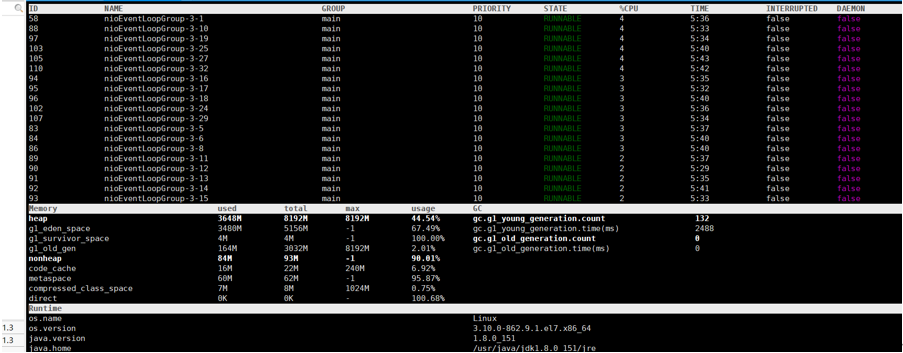 ID NAME GROUP PRIORITY STATE %CPU TIME INTERRUPTED DAEMON
58 nioEventLoopGroup-3-1 main 10 RUNNABLE 4 5:36 false false
88 nioEventLoopGroup-3-10 main 10 RUNNABLE 4 5:33 false false
97 nioEventLoopGroup-3-19 main 10 RUNNABLE 4 5:34 false false
103 nioEventLoopGroup-3-25 main 10 RUNNABLE 4 5:40 false false
105 nioEventLoopGroup-3-27 main 10 RUNNABLE 4 5:43 false false
110 nioEventLoopGroup-3-32 main 10 RUNNABLE 4 5:42 false false
94 nioEventLoopGroup-3-16 main 10 RUNNABLE 3 5:35 false false
95 nioEventLoopGroup-3-17 main 10 RUNNABLE 3 5:32 false false
96 nioEventLoopGroup-3-18 main 10 RUNNABLE 3 5:40 false false
102 nioEventLoopGroup-3-24 main 10 RUNNABLE 3 5:36 false false
107 nioEventLoopGroup-3-29 main 10 RUNNABLE 3 5:34 false false
83 nioEventLoopGroup-3-5 main 10 RUNNABLE 3 5:37 false false
84 nioEventLoopGroup-3-6 main 10 RUNNABLE 3 5:40 false false
86 nioEventLoopGroup-3-8 main 10 RUNNABLE 3 5:40 false false
89 nioEventLoopGroup-3-11 main 10 RUNNABLE 2 5:37 false false
90 nioEventLoopGroup-3-12 main 10 RUNNABLE 2 5:29 false false
91 nioEventLoopGroup-3-13 main 10 RUNNABLE 2 5:35 false false
92 nioEventLoopGroup-3-14 main 10 RUNNABLE 2 5:41 false false
93 nioEventLoopGroup-3-15 main 10 RUNNABLE 2 5:33 false false
Memory used total max usage GC
heap 3648M 8192M 8192M 44.54% gc.g1_young_generation.count 132
g1_eden_space 3480M 5156M -1 67.49% gc.g1_young_generation.time(ms) 2488
g1_survivor_space 4M 4M -1 100.00% gc.g1_old_generation.count 0
g1_old_gen 164M 3032M 8192M 2.01% gc.g1_old_generation.time(ms) 0
nonheap 84M 93M -1 90.01%
code_cache 16M 22M 240M 6.92%
metaspace 60M 62M -1 95.87%
compressed_class_space 7M 8M 1024M 0.75%
direct 0K 0K - 100.68%
Runtime
os.name Linux
1.3 os.version 3.10.0-862.9.1.el7.x86_64
1.3 java.version 1.8.0_151
java.home /usr/java/jdk1.8.0_151/jre